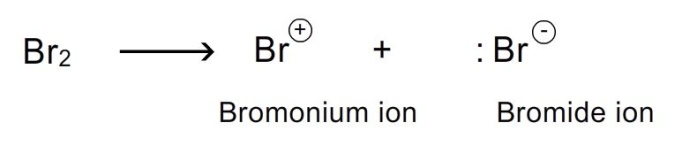 Br₂ ⟶ Br⊕ + :Br⊖
Bromonium ion Bromide ion